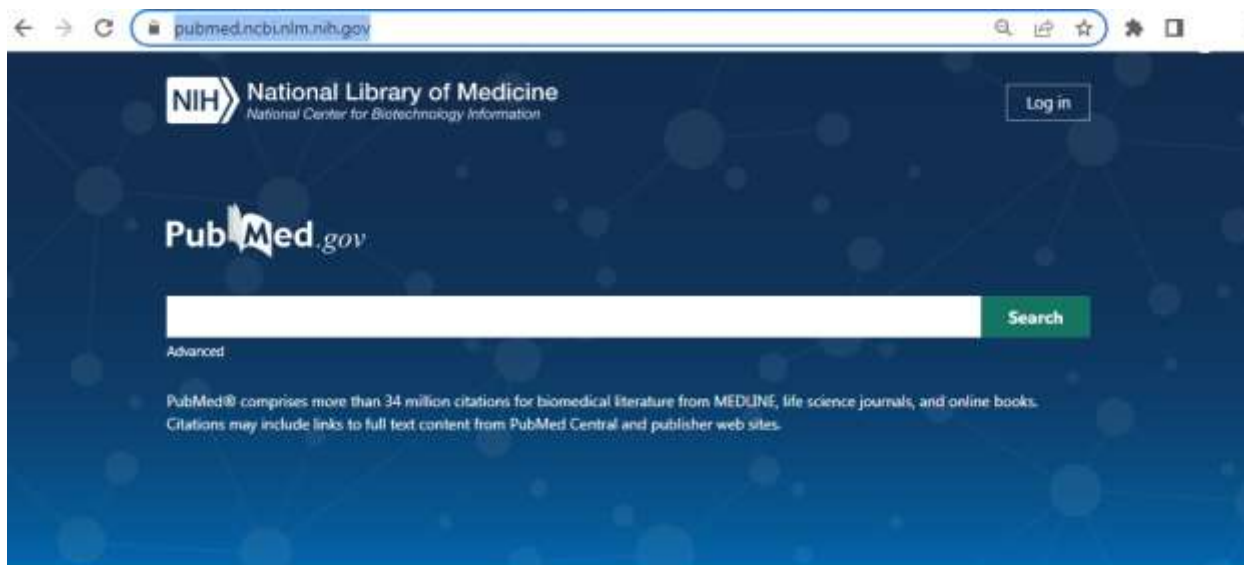 pubmed.ncbi.nlm.nih.gov
NIH
National Library of Medicine
National Center for Biotechnology Information
Log in
PubMed.gov
Search
Advanced
PubMed® comprises more than 34 million citations for biomedical literature from MEDLINE, life science journals, and online books.
Citations may include links to full text content from PubMed Central and publisher web sites.